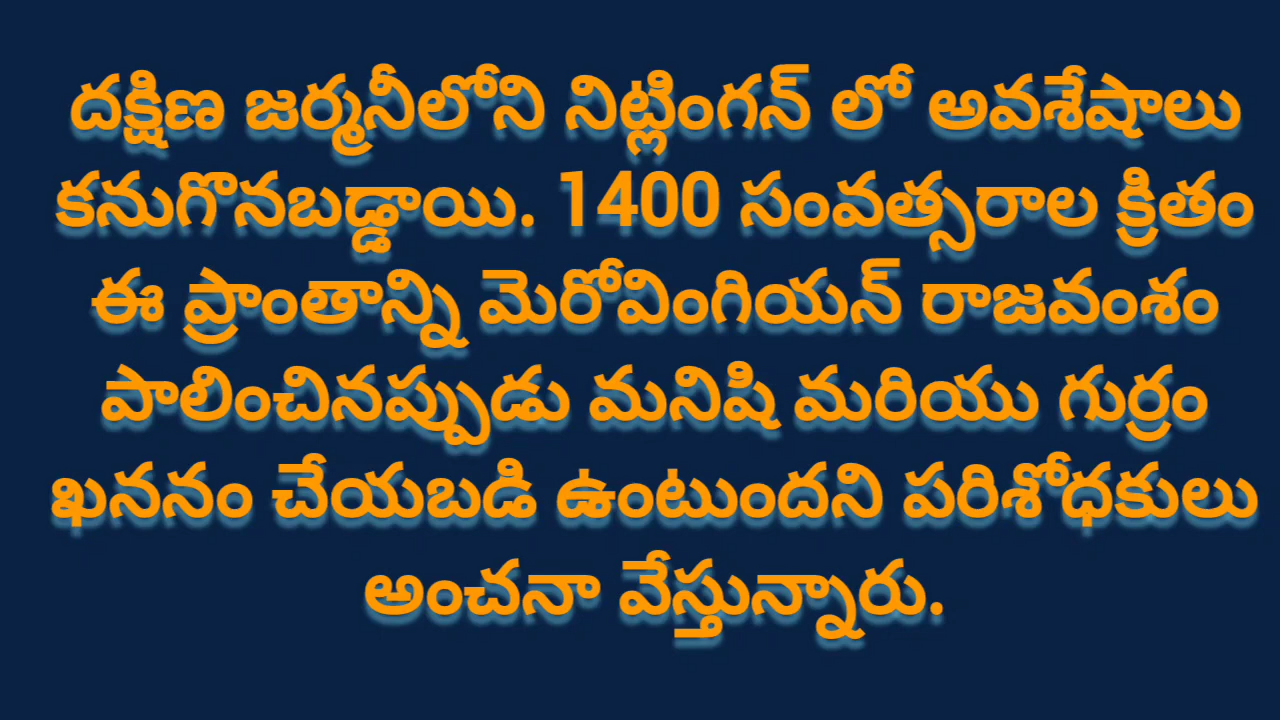 దక్షిణ జర్మనీలోని నిట్లింగన్ లో అవశేషాలు
కనుగొనబడ్డాయి. 1400 సంవత్సరాల క్రితం
ఈ ప్రాంతాన్ని మెరోవింగియన్ రాజవంశం
పాలించినప్పుడు మనిషి మరియు గుర్రం
ఖననం చేయబడి ఉంటుందని పరిశోధకులు
అంచనా వేస్తున్నారు.